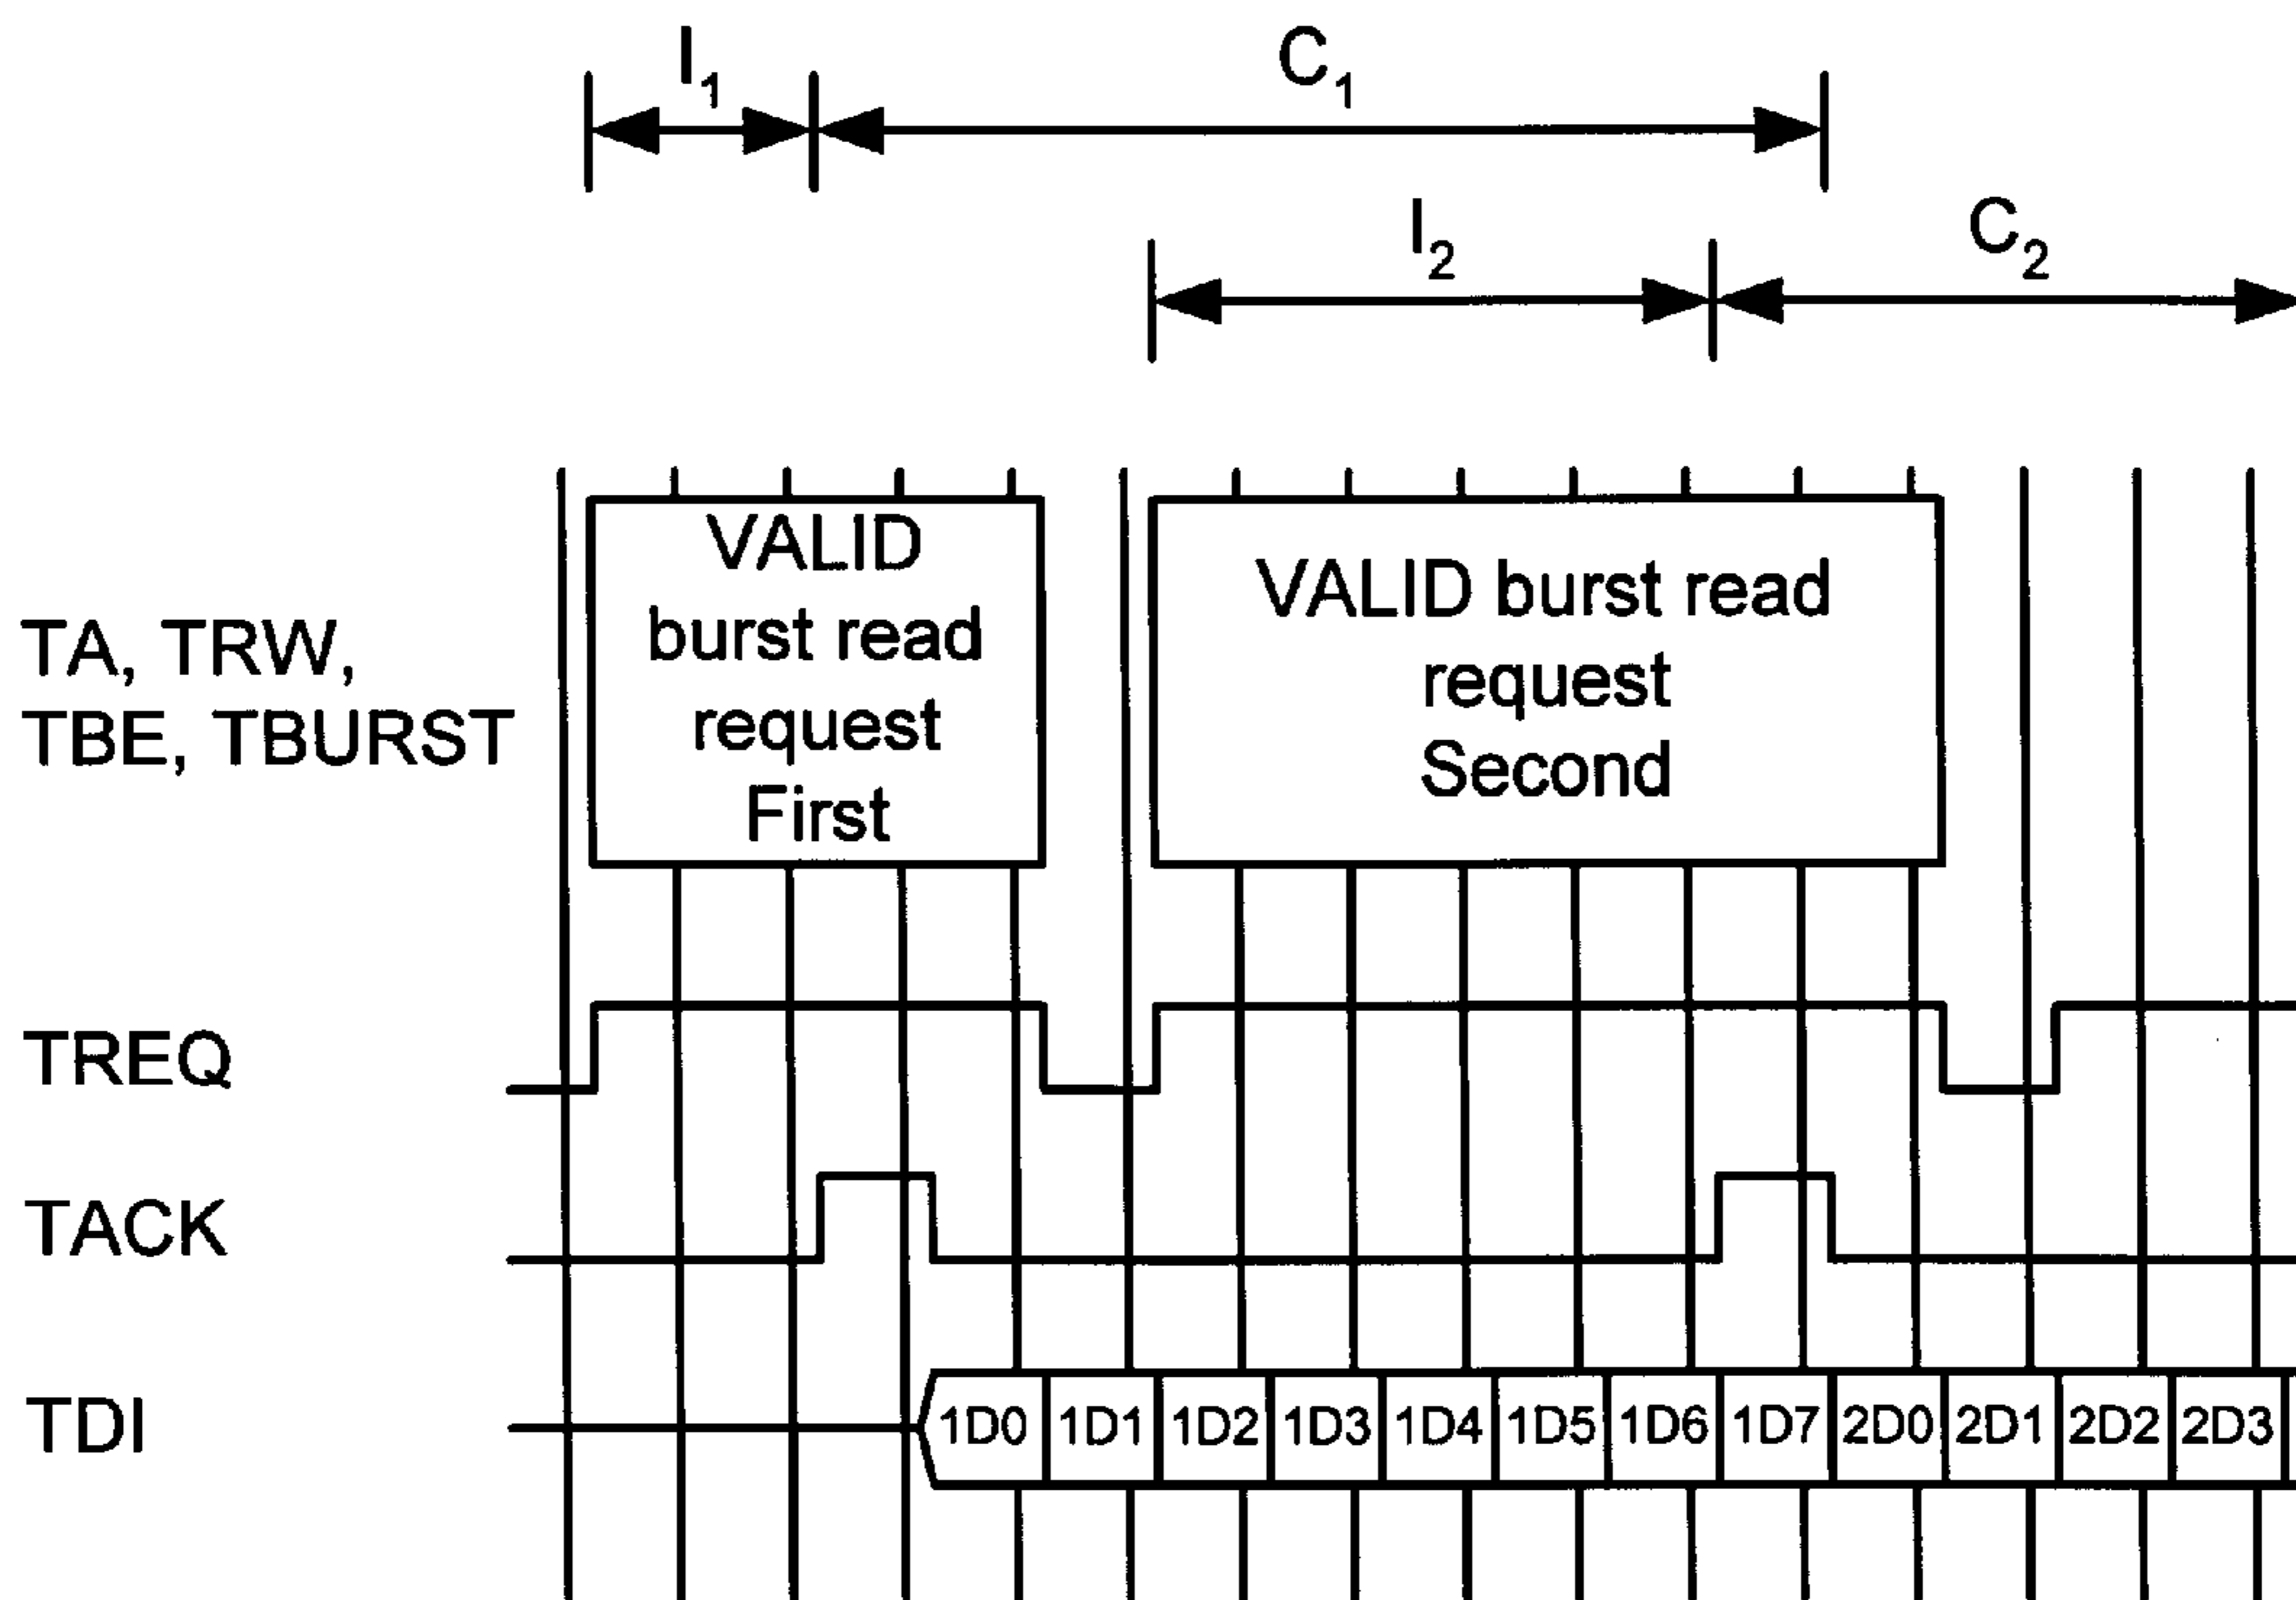 I1
C1
I2
C2
VALID
burst read
request
First
VALID burst read
request
Second
TA, TRW,
TBE, TBURST
TREQ
TACK
TDI
1D0 1D1 1D2 1D3 1D4 1D5 1D6 1D7 2D0 2D1 2D2 2D3